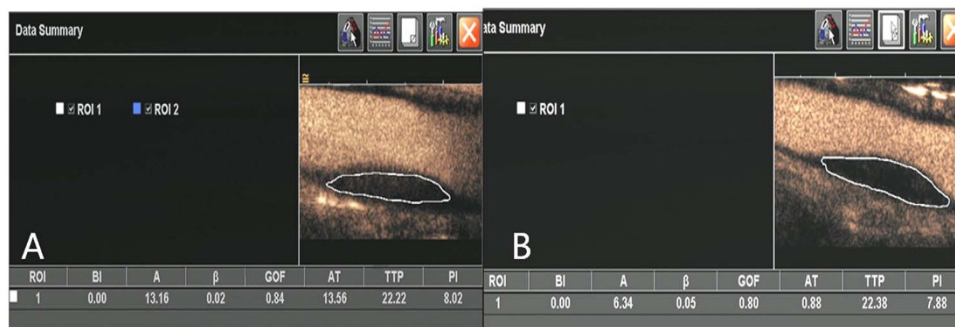 Data Summary
ROI 1 ROI 2
A
ROI BI A β GOF AT TTP PI
1 0.00 13.16 0.02 0.84 13.56 22.22 8.02
ata Summary
ROI 1
B
ROI BI A β GOF AT TTP PI
1 0.00 6.34 0.05 0.80 0.88 22.38 7.88